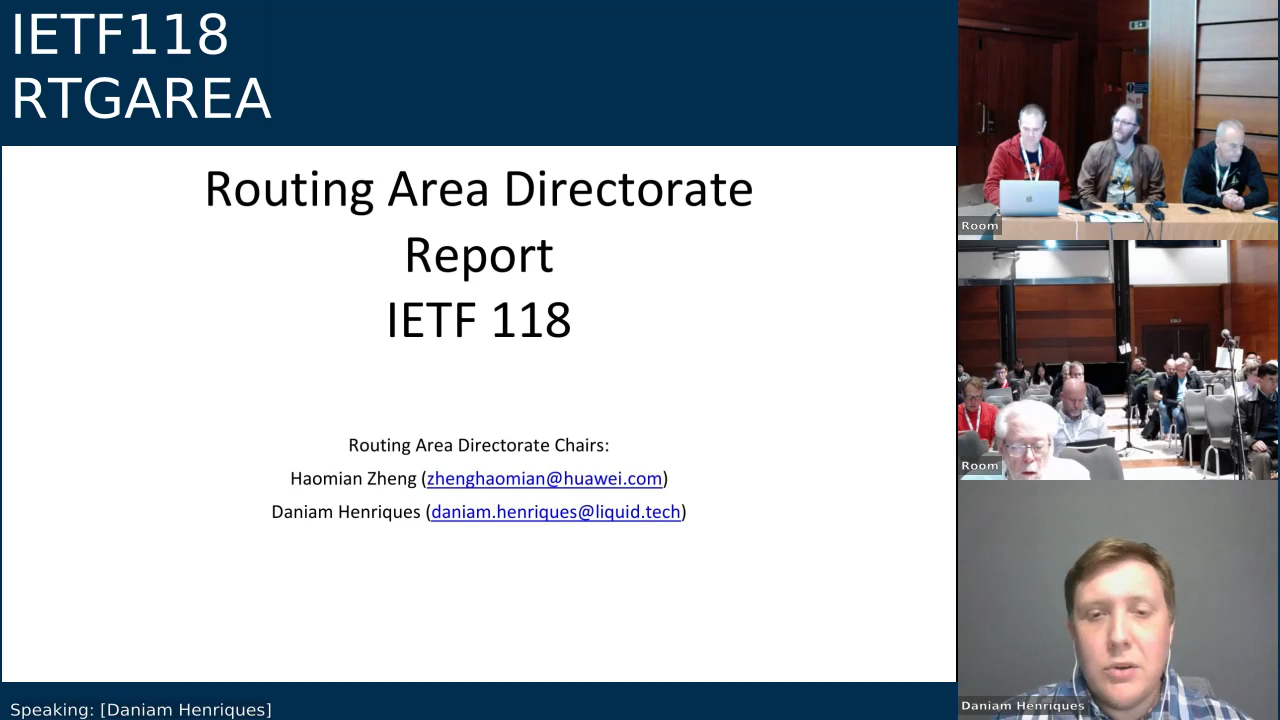 IETF118
RTGAREA
Routing Area Directorate
Report
IETF 118
Routing Area Directorate Chairs:
Haomian Zheng (zhenghaomian@huawei.com)
Daniam Henriques (daniam.henriques@liquid.tech)
Speaking: [Daniam Henriques]
Room
Room
Daniam Henriques